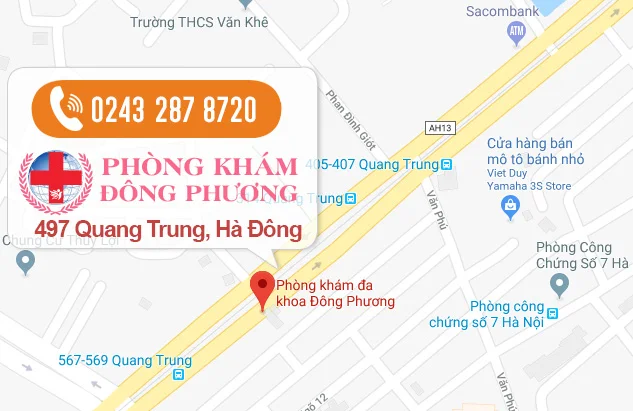 Sacombank
Trường THCS Văn Khê
ATM
0243 287 8720
Phan Đình Giót
AH13
PHÒNG KHÁM
ĐÔNG PHƯƠNG
405-407 Quang Trung
Quang Trung
497 Quang Trung, Hà Đông
Cửa hàng bán
mô tô bánh nhỏ
Viet Duy
Yamaha 3S Store
Văn Phú
Chung Cư Thủy Lợi
Phòng Công
Chứng Số 7 Hà
Phòng khám đa
khoa Đông Phương
Phòng công
chứng số 7 Hà Nội
567-569 Quang Trung
Văn Phú
12